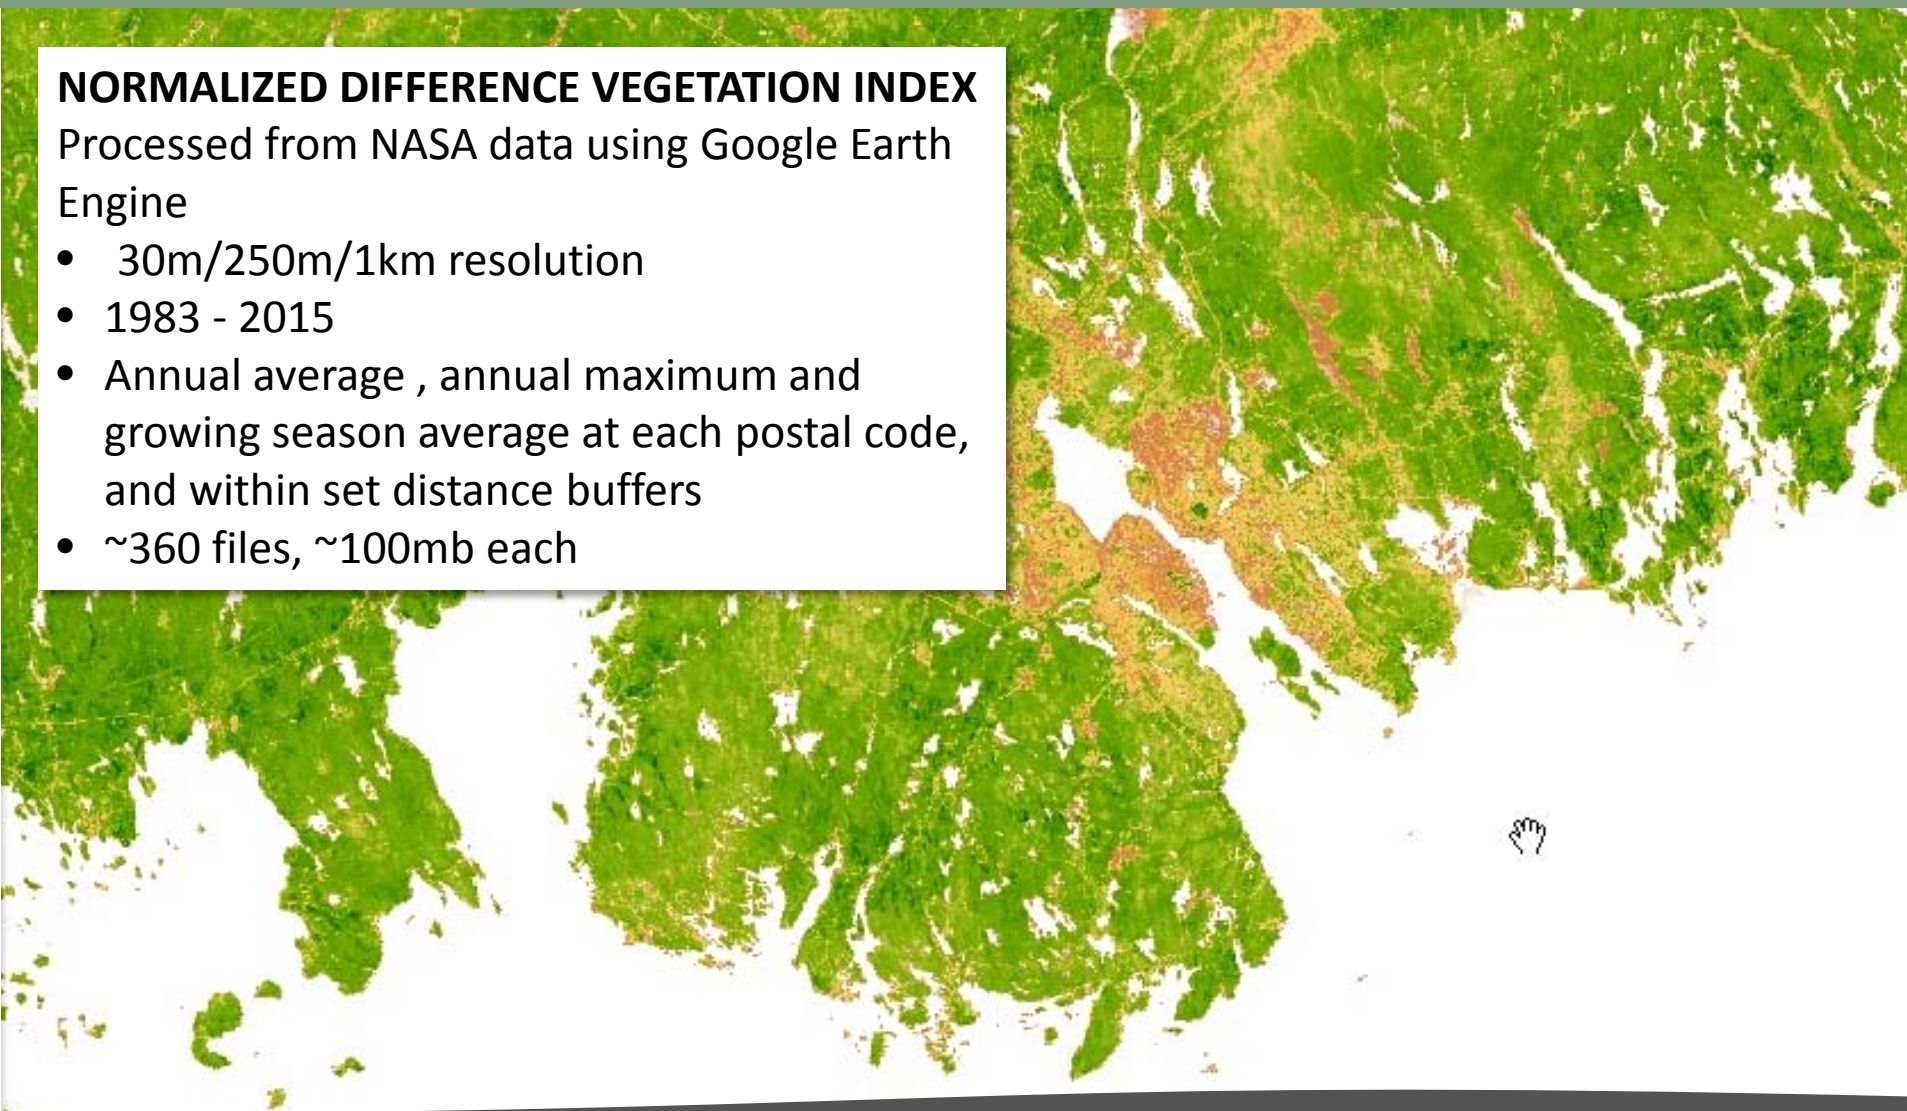 NORMALIZED DIFFERENCE VEGETATION INDEX
Processed from NASA data using Google Earth
Engine
• 30m/250m/1km resolution
• 1983 - 2015
• Annual average , annual maximum and
growing season average at each postal code,
and within set distance buffers
• ~360 files, ~100mb each